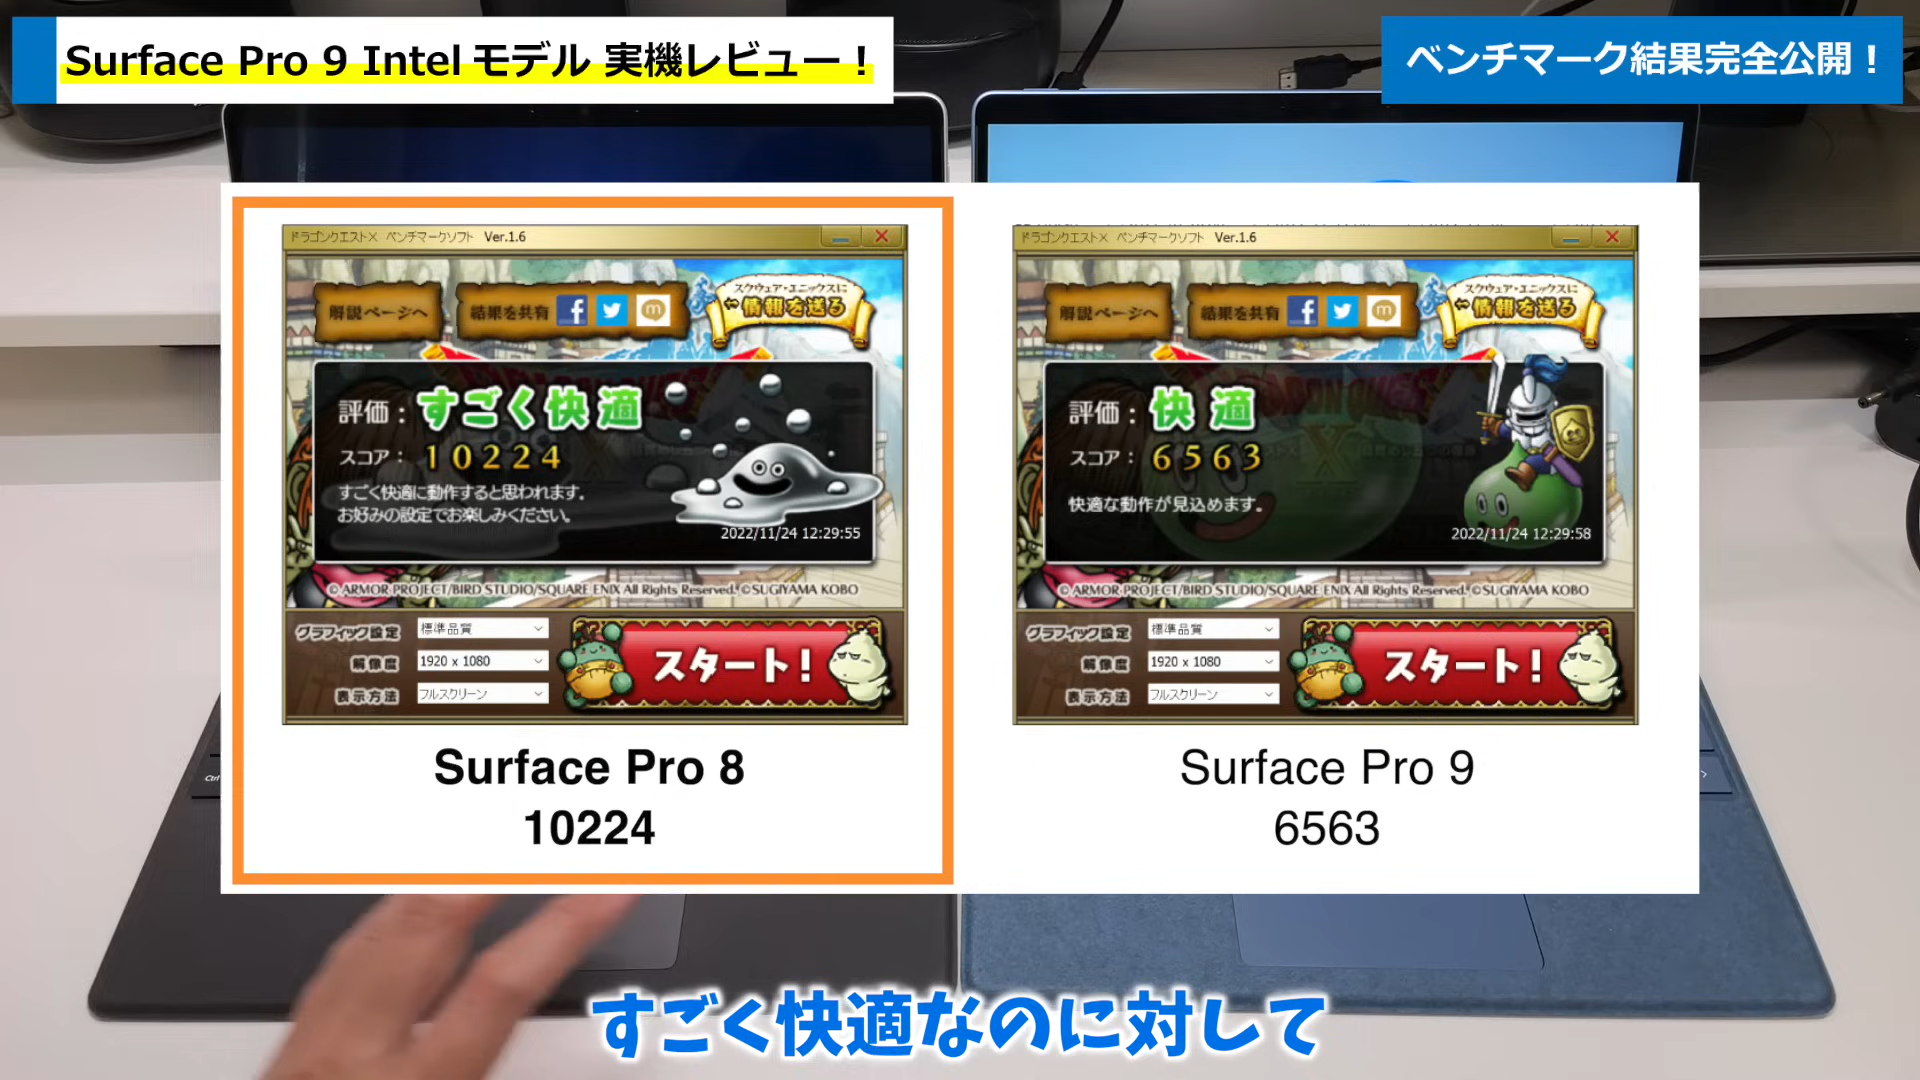 Surface Pro 9 Intel モデル 実機レビュー！
ベンチマーク結果完全公開！
ドラゴンクエストX ベンチマークソフト Ver.1.6
解説ページへ
結果を共有
スクウェア・エニックスに
情報を送る
評価：すごく快適
スコア：10224
すごく快適に動作すると思われます。
お好みの設定でお楽しみください。
2022/11/24 12:29:55
© ARMOR PROJECT/BIRD STUDIO/SQUARE ENIX All Rights Reserved. ©SUGIYAMA KOBO
グラフィック設定 標準品質
解像度 1920 x 1080
表示方法 フルスクリーン
スタート！
Surface Pro 8
10224
ドラゴンクエストX ベンチマークソフト Ver.1.6
解説ページへ
結果を共有
スクウェア・エニックスに
情報を送る
評価：快適
スコア：6563
快適な動作が見込めます。
2022/11/24 12:29:58
© ARMOR PROJECT/BIRD STUDIO/SQUARE ENIX All Rights Reserved. ©SUGIYAMA KOBO
グラフィック設定 標準品質
解像度 1920 x 1080
表示方法 フルスクリーン
スタート！
Surface Pro 9
6563
Ctrl
すごく快適なのに対して